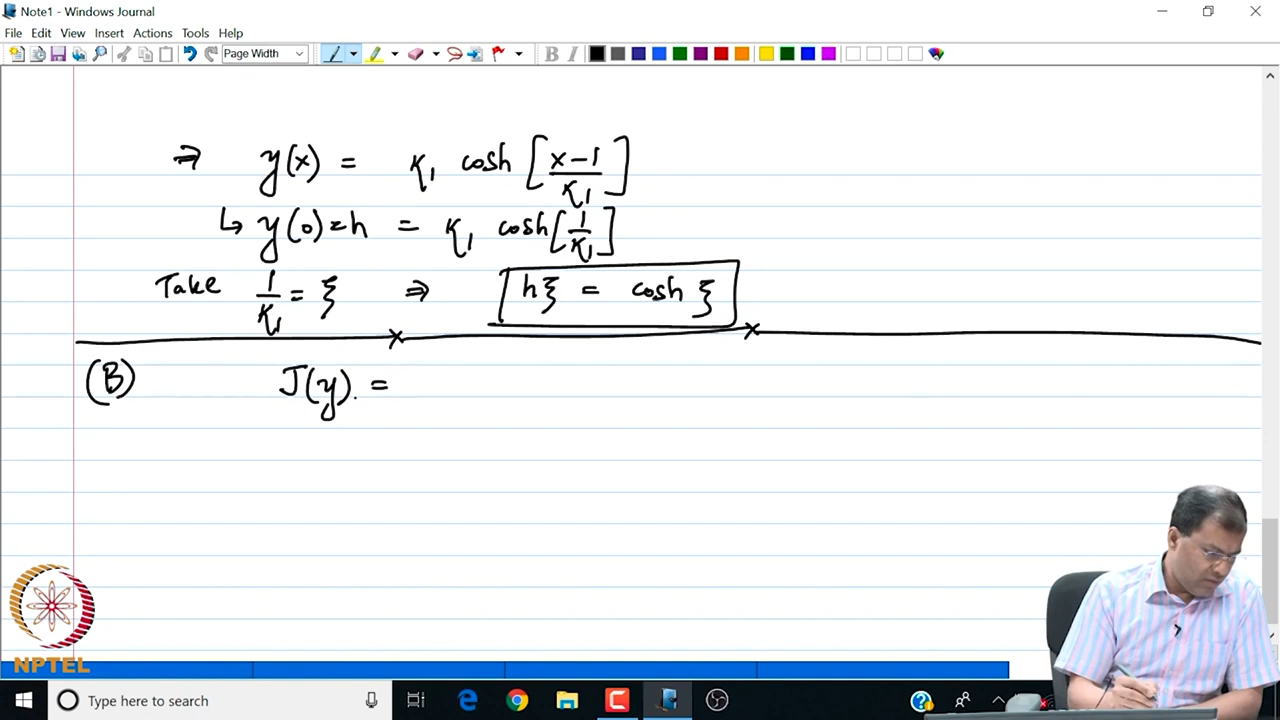 Note1 - Windows Journal
File Edit View Insert Actions Tools Help
Page Width
B I
⇒ y(x) = K₁ cosh [x-1/K₁]
↳ y(0)=h = K₁ cosh[1/K₁]
Take 1/K₁ = ξ ⇒ hξ = cosh ξ
(B) J(y) =
NPTEL
Type here to search